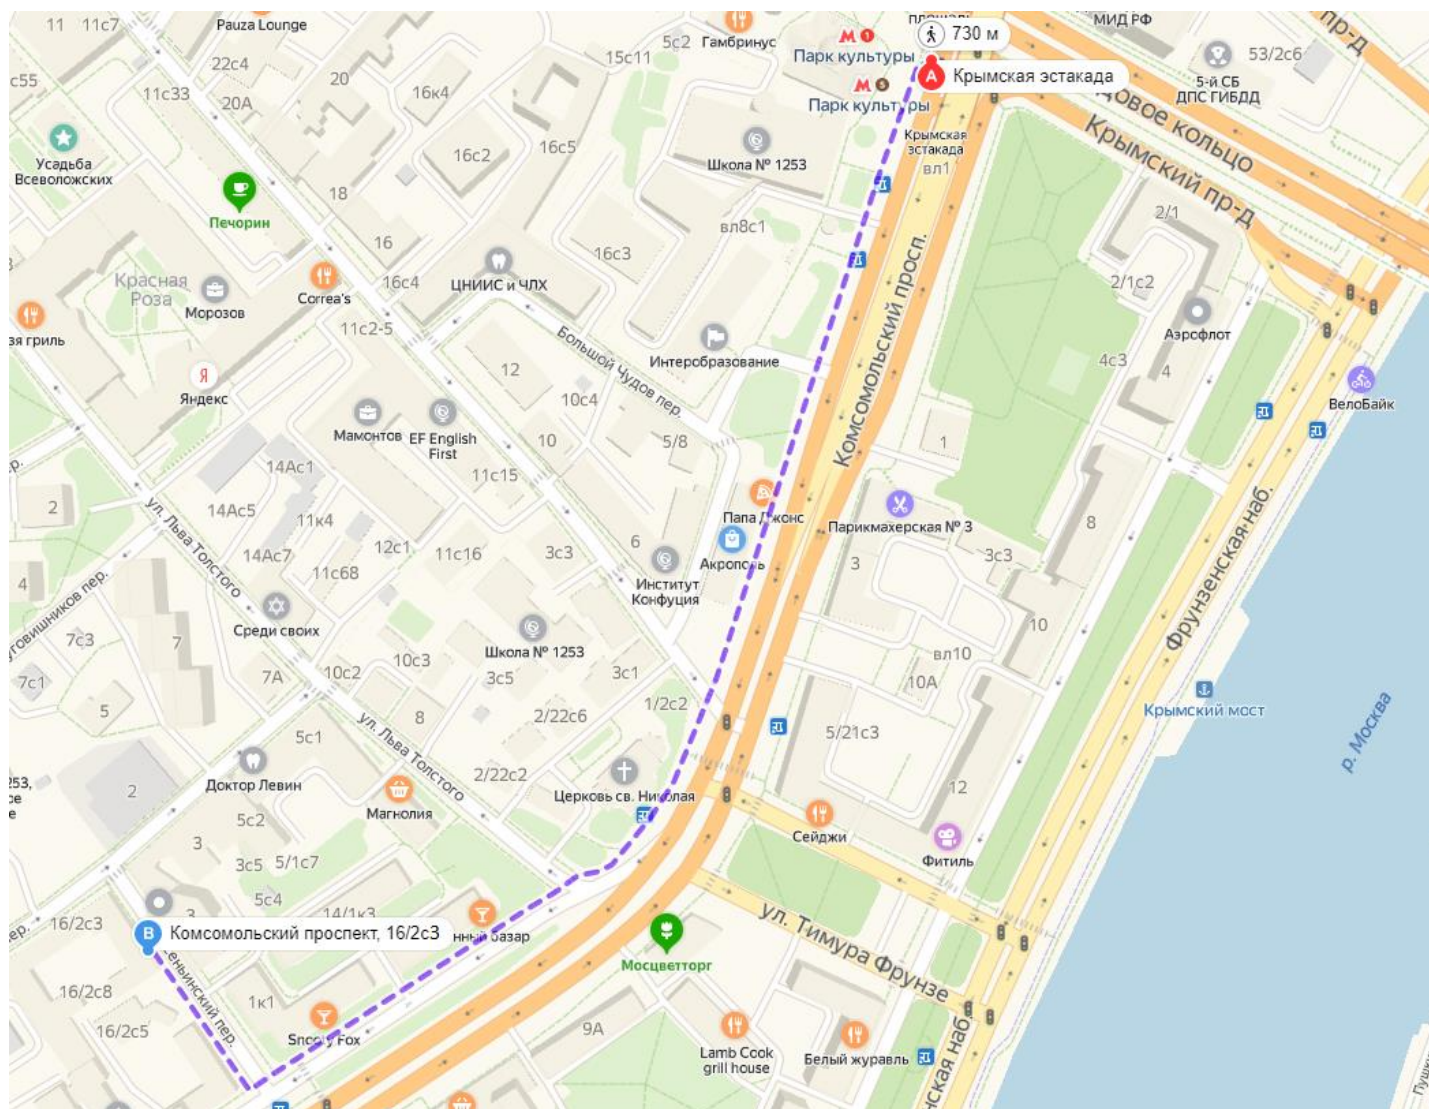 11
11с7
Pauza Lounge
5с2
Гамбринус
МИД РФ
пр-д
730 м
Парк культуры
Крымская эстакада
Парк культуры
53/2с6
5-й СБ
ДПС ГИБДД
15с11
22с4
20
с55
11с33
20А
16к4
Садовое кольцо
Усадьба
Всеволожских
16с2
16с5
Школа № 1253
Крымская
эстакада
вл1
Крымский пр-д
Печорин
18
16
вл8с1
2/1
16с3
16с4
ЦНИИС и ЧЛХ
2/1с2
Красная
Роза
Морозов
Correa's
11с2-5
Комсомольский просп.
Аэрофлот
Большой Чудов пер.
Интеробразование
4с3
4
Яндекс
12
10с4
ВелоБайк
Мамонтов
EF English
First
10
5/8
1
14Ас1
11с15
2
14Ас5
11к4
Папа Джонс
Парикмахерская № 3
8
ул. Льва Толстого
14Ас7
12с1
11с16
3с3
6
Акрополь
3
3с3
Фрунзенская наб.
4
11с68
Институт
Конфуция
7с3
7
Среди своих
Школа № 1253
10
7с1
7А
10с2
10с3
3с5
3с1
вл10
10А
5
8
1/2с2
Крымский мост
ул. Льва Толстого
2/22с6
5/21с3
р. Москва
5с1
2/22с2
Доктор Левин
Церковь св. Николая
2
Магнолия
12
Сейджи
Фитиль
5с2
3
3с5
5/1с7
5с4
14/1к3
16/2с3
3
Комсомольский проспект, 16/2с3
ул. Тимура Фрунзе
Мосцветторг
16/2с8
1к1
16/2с5
Snooty Fox
9А
Lamb Cook
grill house
Белый журавль